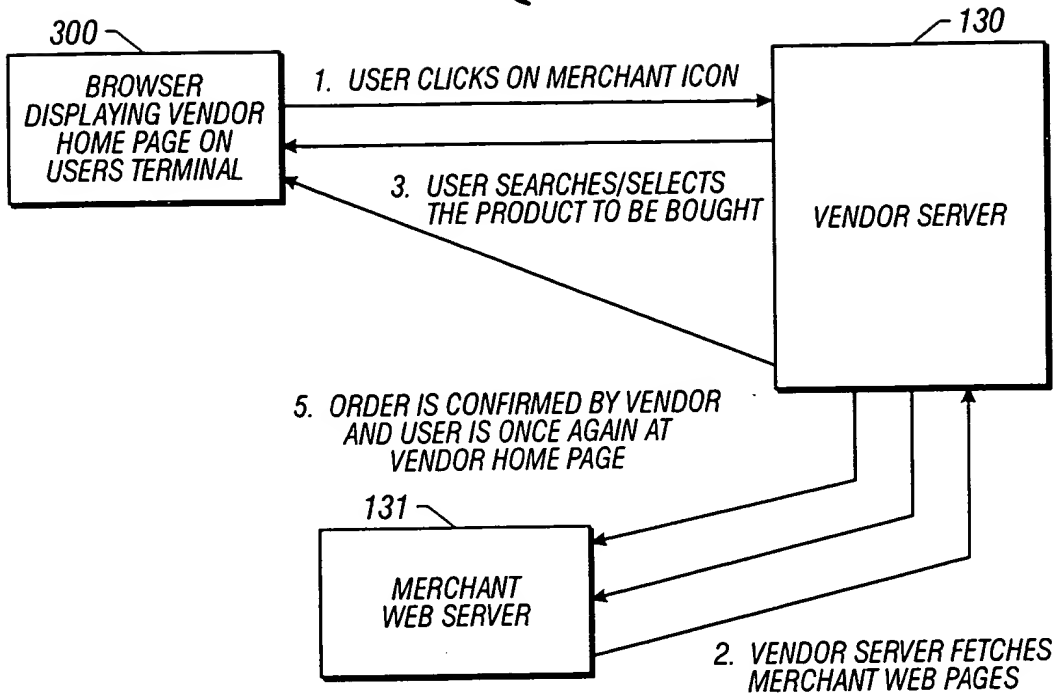 300
130
BROWSER
DISPLAYING VENDOR
HOME PAGE ON
USERS TERMINAL
1. USER CLICKS ON MERCHANT ICON
3. USER SEARCHES/SELECTS
THE PRODUCT TO BE BOUGHT
VENDOR SERVER
5. ORDER IS CONFIRMED BY VENDOR
AND USER IS ONCE AGAIN AT
VENDOR HOME PAGE
131
MERCHANT
WEB SERVER
2. VENDOR SERVER FETCHES
MERCHANT WEB PAGES